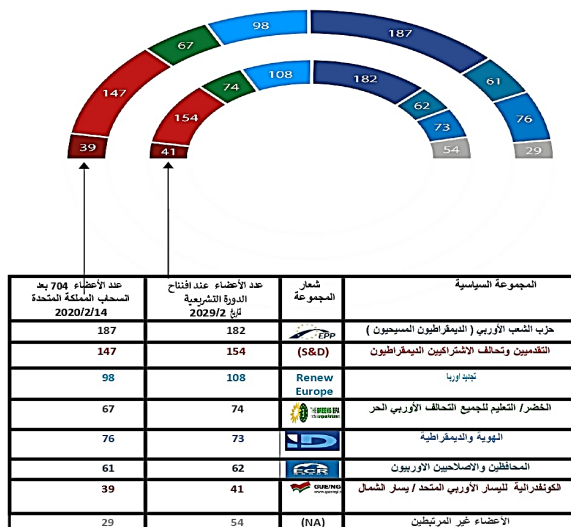 98
187
67
61
147
108
182
76
74
62
154
73
39
41
54
29
المجموعة السياسية
شعار المجموعة
عدد الأعضاء عند افتتاح الدورة التشريعية
تاريخ 2029/2
عدد الأعضاء 704 بعد
انسحاب المملكة المتحدة
2020/2/14
حزب الشعب الأوربي ( الديمقراطيون المسيحيون ) EPP 182 187
التقدميين وتحالف الاشتراكيين الديمقراطيون (S&D) 154 147
تجديد اوربا Renew Europe 108 98
الخضر/ التعليم للجميع التحالف الأوربي الحر 74 67
الهوية والديمقراطية ID 73 76
المحافظين والاصلاحيين الاوربيون ECR 62 61
الكونفدرالية لليسار الأوربي المتحد / يسار الشمال GUE/NG 41 39
الأعضاء غير المرتبطين (NA) 54 29